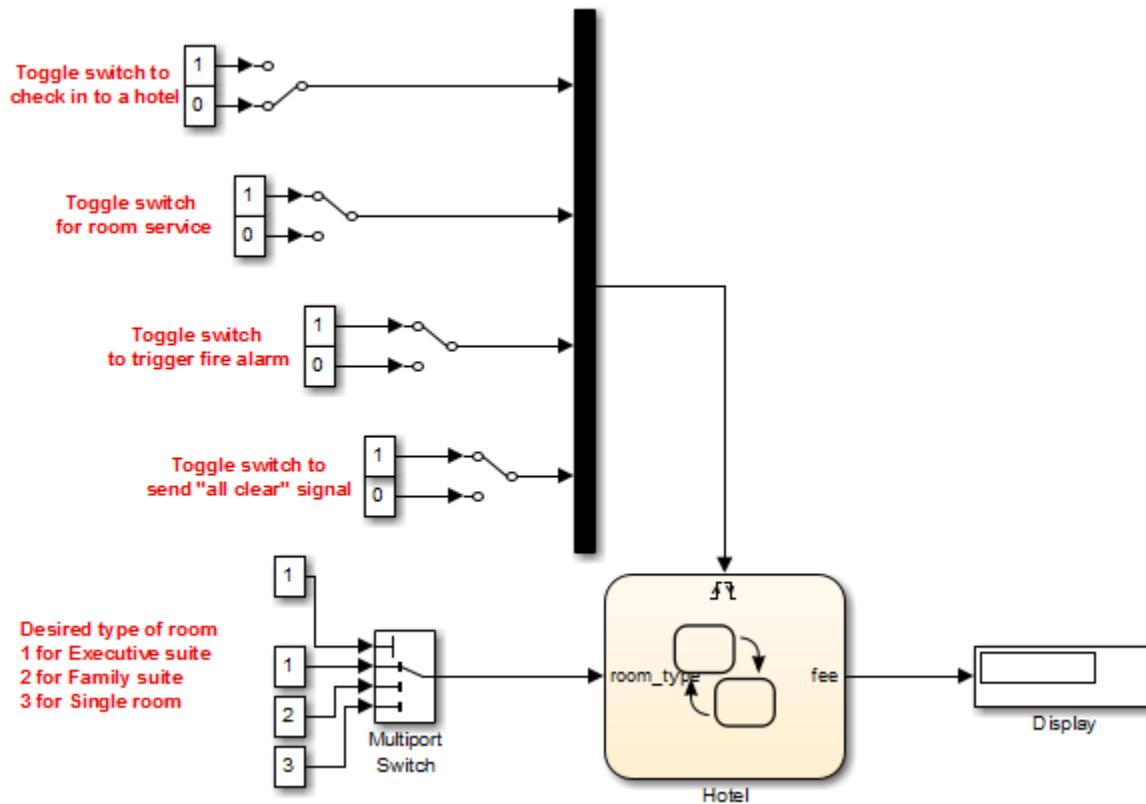 Toggle switch to
check in to a hotel
1
0
Toggle switch
for room service
1
0
Toggle switch
to trigger fire alarm
1
0
Toggle switch to
send "all clear" signal
1
0
Desired type of room
1 for Executive suite
2 for Family suite
3 for Single room
1
1
2
3
Multiport
Switch
room_type
fee
Hotel
Display